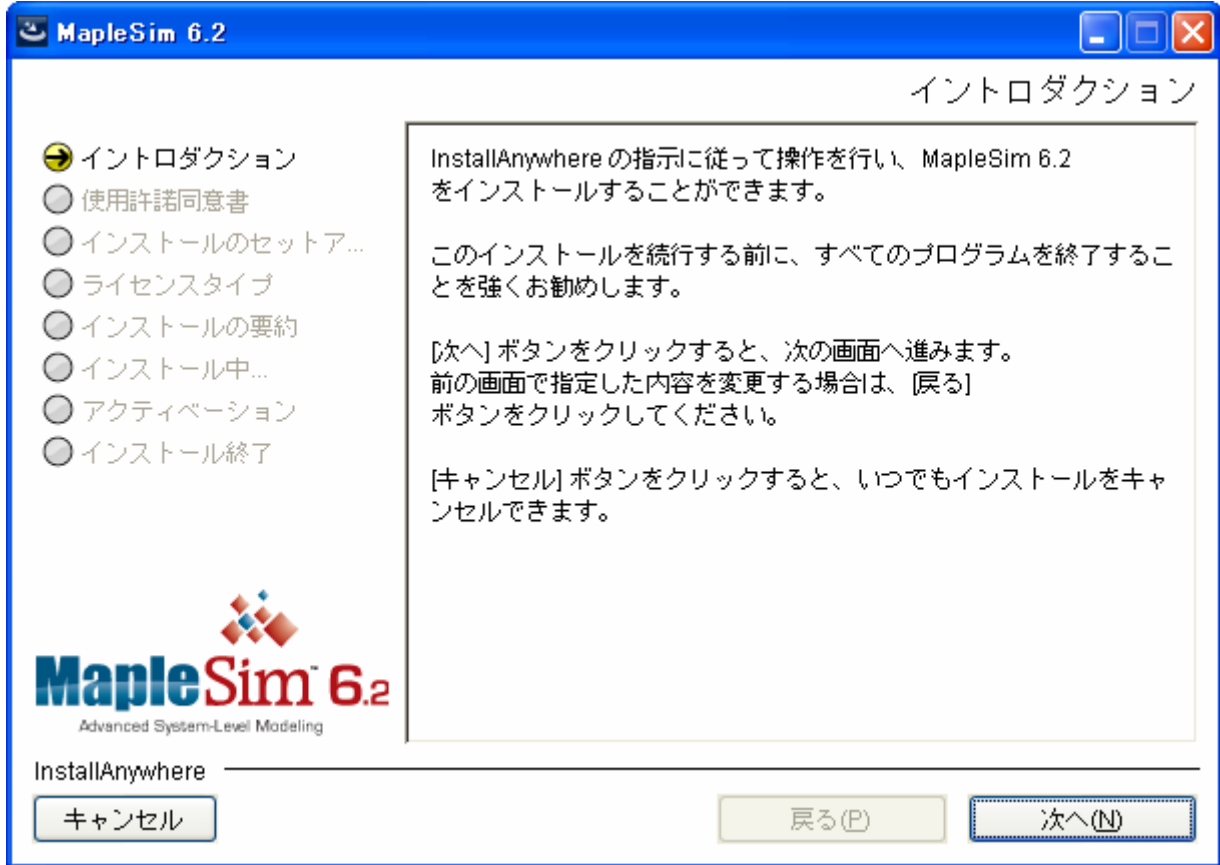 MapleSim 6.2
イントロダクション
イントロダクション
使用許諾同意書
インストールのセットア...
ライセンスタイプ
インストールの要約
インストール中...
アクティベーション
インストール終了
InstallAnywhere の指示に従って操作を行い、MapleSim 6.2
をインストールすることができます。
このインストールを続行する前に、すべてのプログラムを終了するこ
とを強くお勧めします。
[次へ] ボタンをクリックすると、次の画面へ進みます。
前の画面で指定した内容を変更する場合は、[戻る]
ボタンをクリックしてください。
[キャンセル] ボタンをクリックすると、いつでもインストールをキャ
ンセルできます。
MapleSim™ 6.2
Advanced System-Level Modeling
InstallAnywhere
キャンセル
戻る(P)
次へ(N)